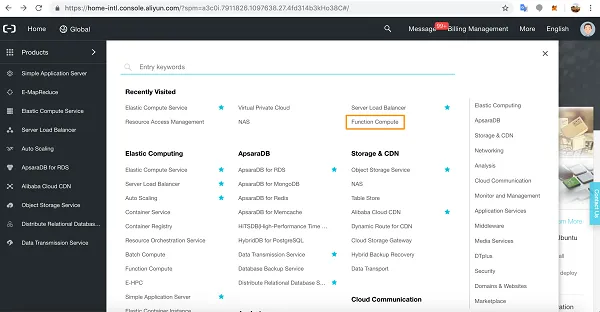 https://home-intl.console.aliyun.com/?spm=a3c0i.7911826.1097638.27.4fd314b3kHo38C#/
Home
Global
Message
99+
Billing Management
More
English
Products
Simple Application Server
E-MapReduce
Elastic Compute Service
Server Load Balancer
Auto Scaling
ApsaraDB for RDS
Alibaba Cloud CDN
Object Storage Service
Distribute Relational Databas...
Data Transmission Service
Entry keywords
Recently Visited
Elastic Compute Service
Virtual Private Cloud
Server Load Balancer
Resource Access Management
NAS
Function Compute
Elastic Computing
Elastic Compute Service
Server Load Balancer
Auto Scaling
Container Service
Container Registry
Resource Orchestration Service
Batch Compute
Function Compute
E-HPC
Simple Application Server
Elastic Container Instance
ApsaraDB
ApsaraDB for RDS
ApsaraDB for MongoDB
ApsaraDB for Redis
ApsaraDB for Memcache
HiTSDB(High-Performance Time ...
HybridDB for PostgreSQL
Data Transmission Service
Database Backup Service
Distribute Relational Database S...
Storage & CDN
Object Storage Service
NAS
Table Store
Alibaba Cloud CDN
Dynamic Route for CDN
Cloud Storage Gateway
Hybrid Backup Recovery
Data Transport
Cloud Communication
Elastic Computing
ApsaraDB
Storage & CDN
Networking
Analysis
Cloud Communication
Monitor and Management
Application Services
Middleware
Media Services
DTplus
Security
Domains & Websites
Marketplace
Contact Us
More
Ubuntu
deploy